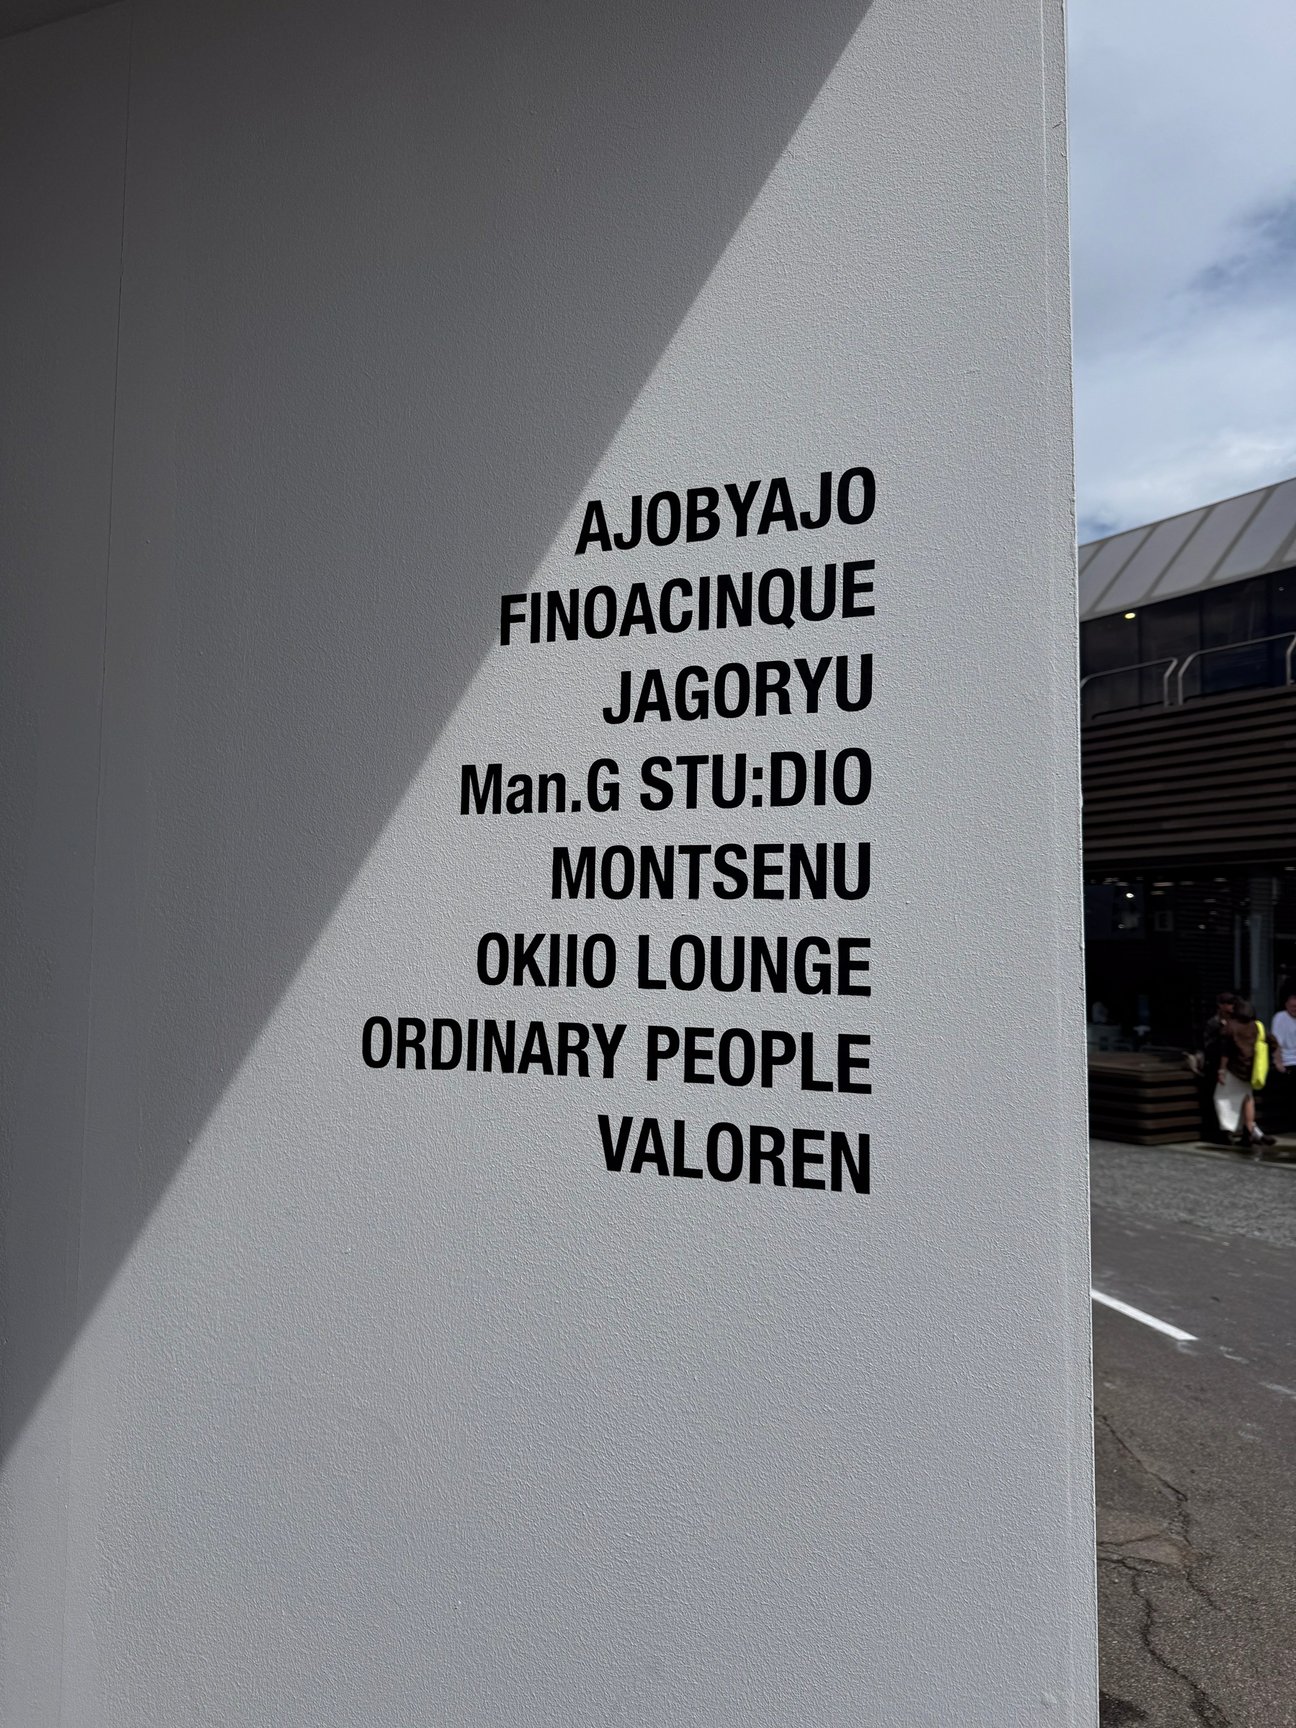 AJOBYAJO
FINOACINQUE
JAGORYU
Man.G STU:DIO
MONTSENU
OKIIO LOUNGE
ORDINARY PEOPLE
VALOREN